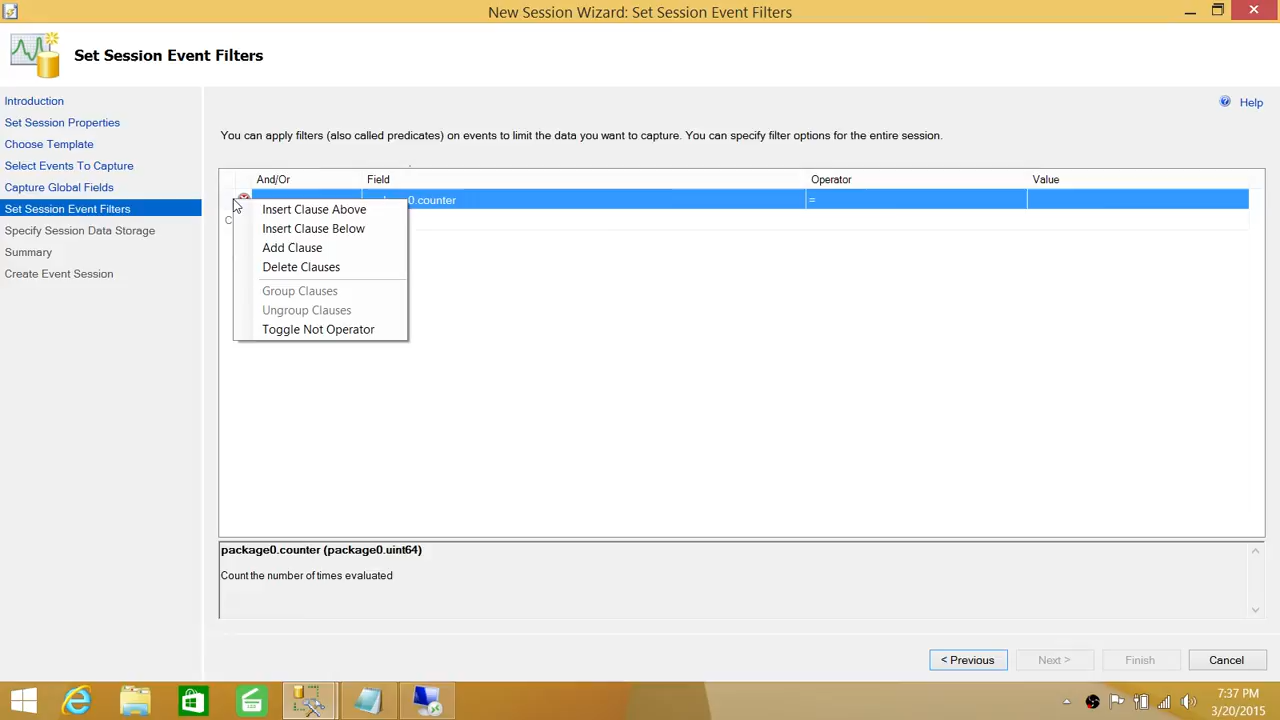 New Session Wizard: Set Session Event Filters
Set Session Event Filters
Introduction
Set Session Properties
Choose Template
Select Events To Capture
Capture Global Fields
Set Session Event Filters
Specify Session Data Storage
Summary
Create Event Session
Help
You can apply filters (also called predicates) on events to limit the data you want to capture. You can specify filter options for the entire session.
And/Or Field Operator Value
0.counter =
C
Insert Clause Above
Insert Clause Below
Add Clause
Delete Clauses
Group Clauses
Ungroup Clauses
Toggle Not Operator
package0.counter (package0.uint64)
Count the number of times evaluated
< Previous Next > Finish Cancel
7:37 PM
3/20/2015